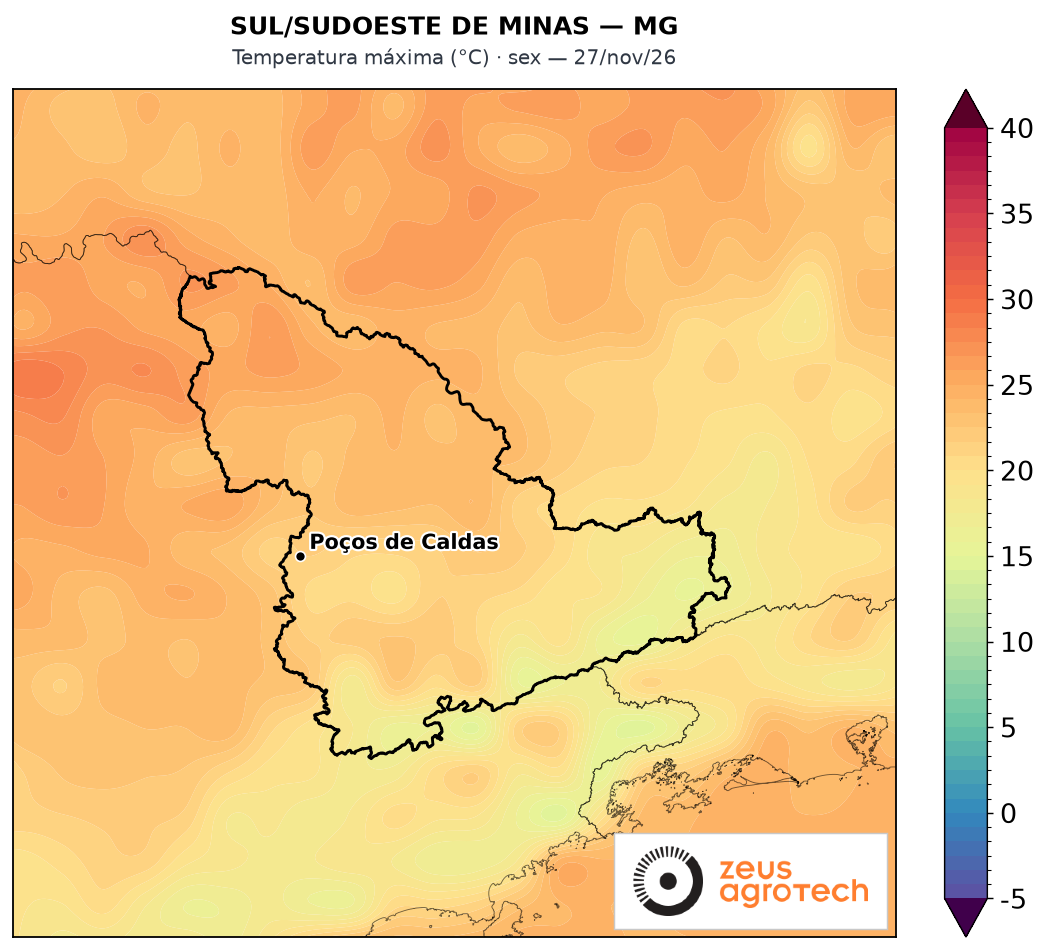 SUL/SUDOESTE DE MINAS — MG
Temperatura máxima (°C) · sex — 27/nov/26
40
35
30
25
20
15
10
5
0
-5
Poços de Caldas
zeus
agrotech